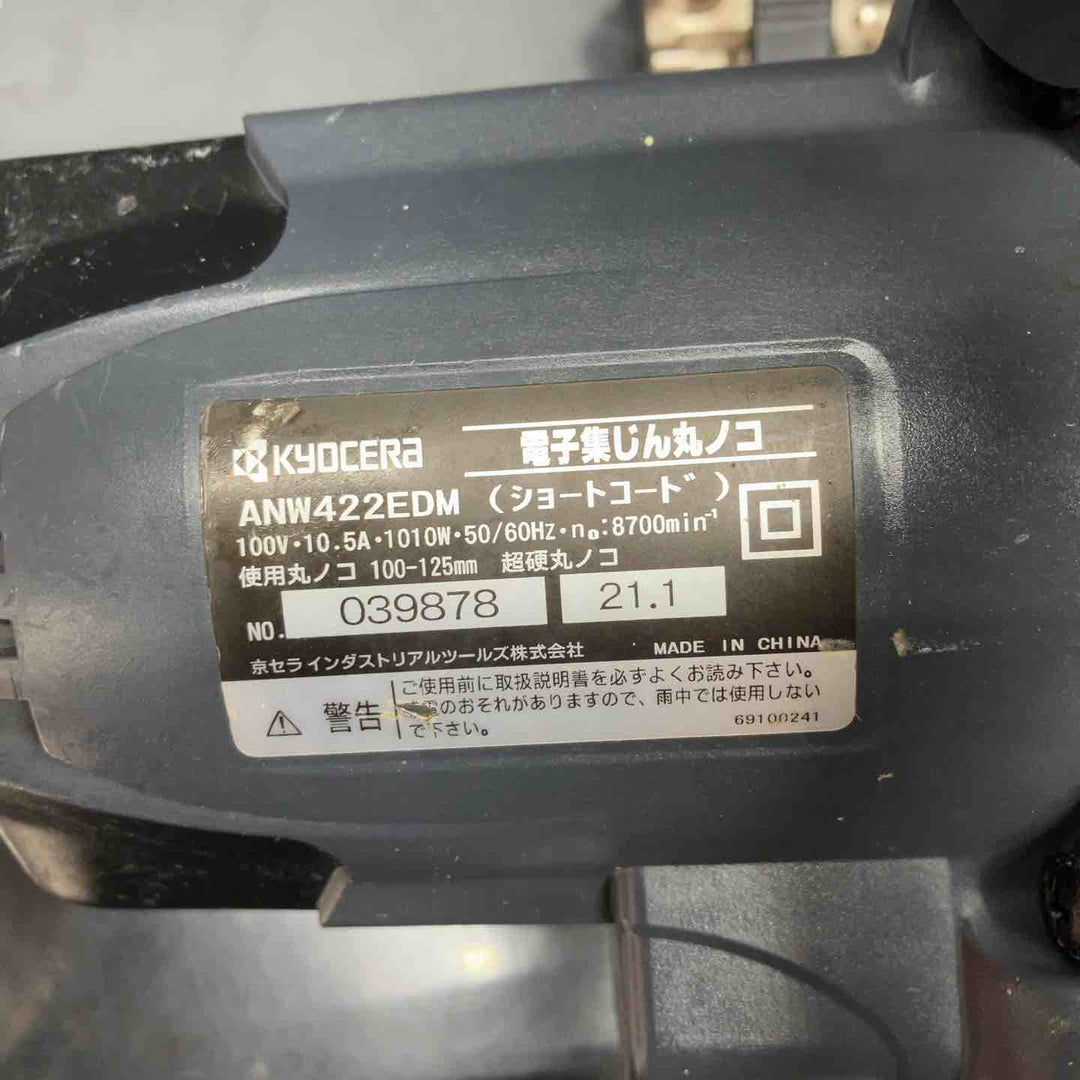 KYOCERA 電子集じん丸ノコ
ANW422EDM (ショートコード)
100V・10.5A・1010W・50/60Hz・n₀:8700min⁻¹
使用丸ノコ 100-125mm 超硬丸ノコ
NO. 039878 21.1
京セラインダストリアルツールズ株式会社 MADE IN CHINA
警告
ご使用前に取扱説明書を必ずよくお読み下さい。
のおそれがありますので、雨中では使用しない
で下さい。
69100241